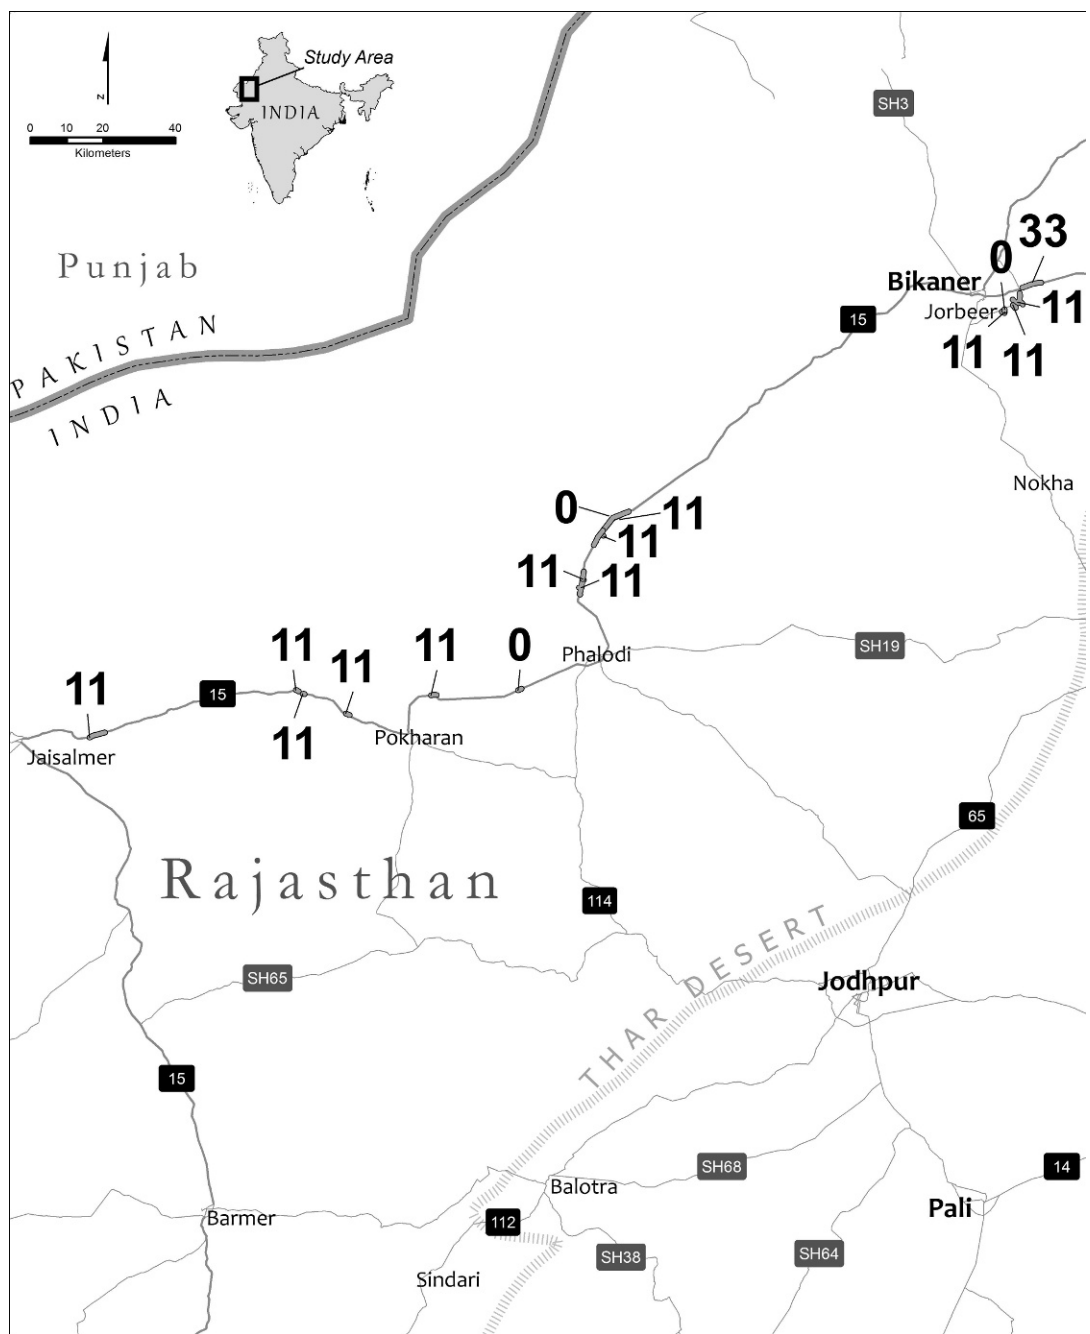 N
Study Area
INDIA
0 10 20 40
Kilometers
SH3
Punjab
33
0
Bikaner
Jorbeer
11
15
11
11
PAKISTAN
INDIA
Nokha
0
11
11
11
11
SH19
Phalodi
11
11
11
0
11
15
11
Pokharan
Jaisalmer
65
Rajasthan
114
THAR DESERT
SH65
Jodhpur
15
SH68
14
Balotra
Pali
Barmer
112
SH38
SH64
Sindari